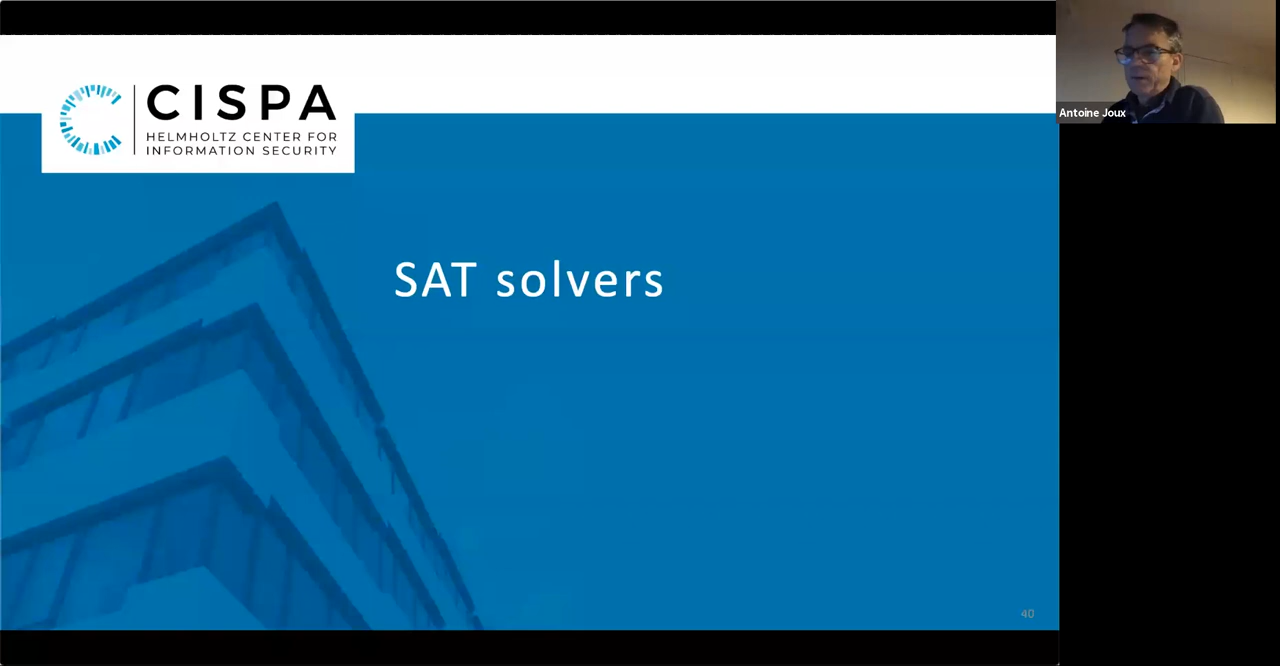 CISPA
HELMHOLTZ CENTER FOR
INFORMATION SECURITY
Antoine Joux
SAT solvers
40